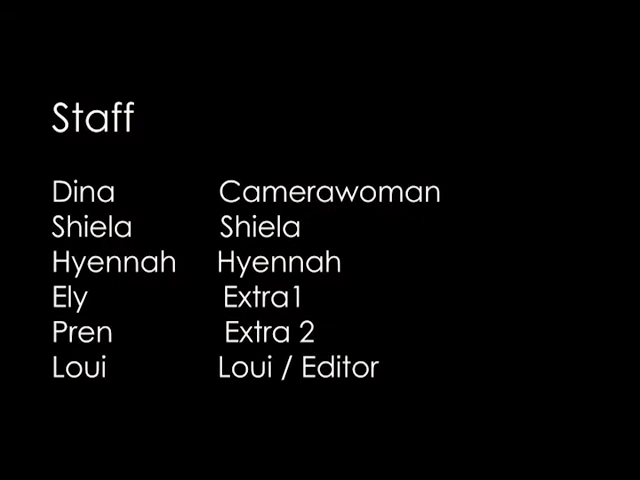 Staff
Dina Camerawoman
Shiela Shiela
Hyennah Hyennah
Ely Extra1
Pren Extra 2
Loui Loui / Editor